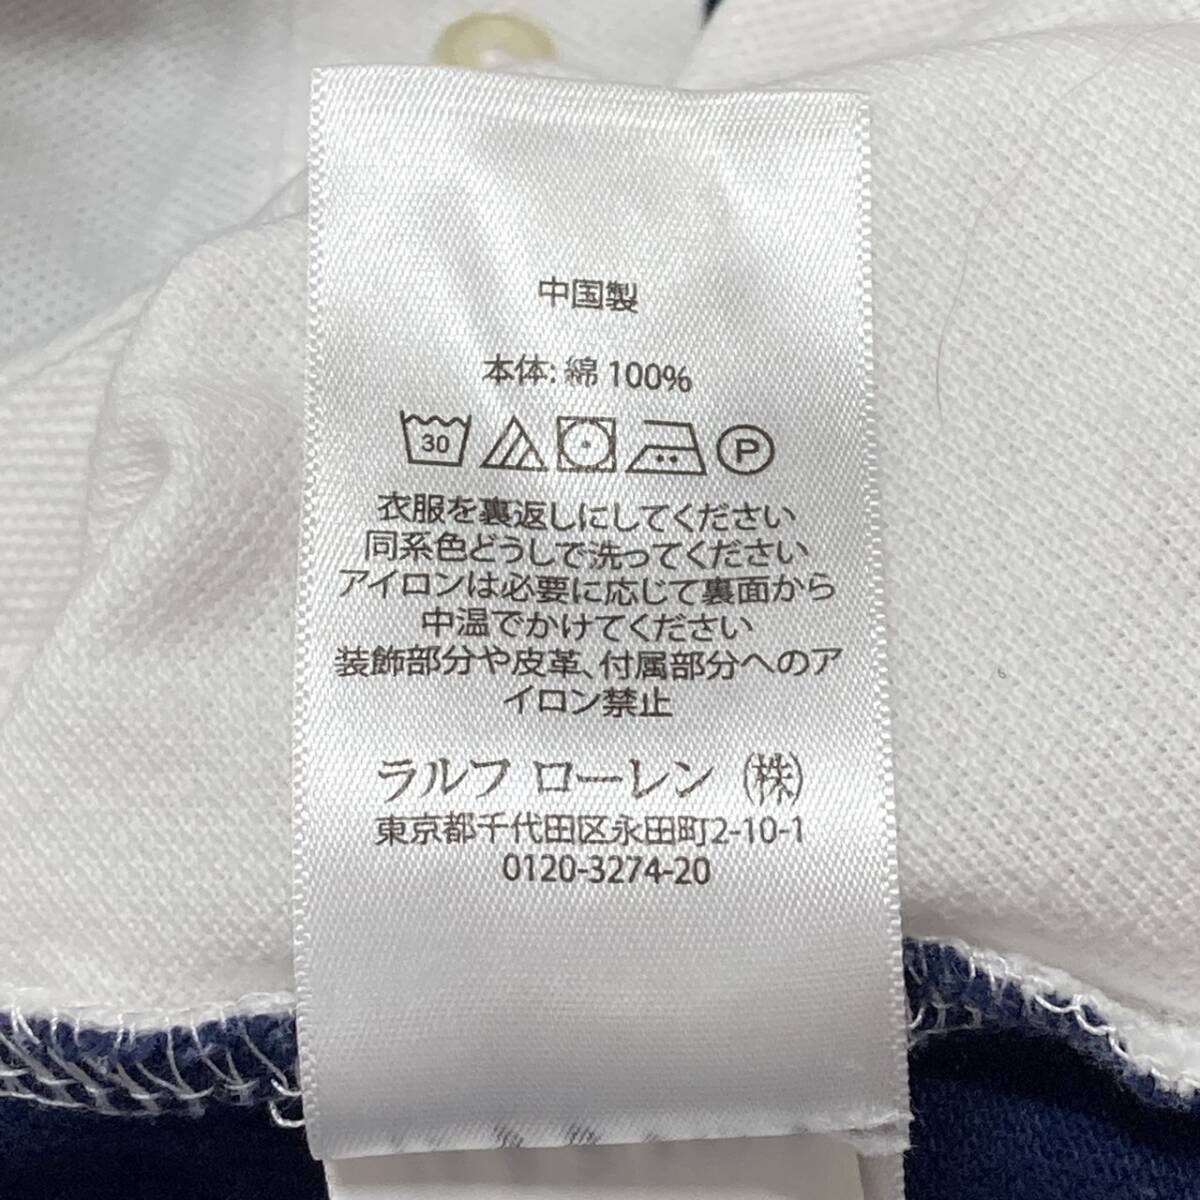 中国製
本体: 綿 100%
30
P
衣服を裏返しにしてください
同系色どうしで洗ってください
アイロンは必要に応じて裏面から
中温でかけてください
装飾部分や皮革、付属部分へのア
イロン禁止
ラルフ ローレン ㈱
東京都千代田区永田町2-10-1
0120-3274-20